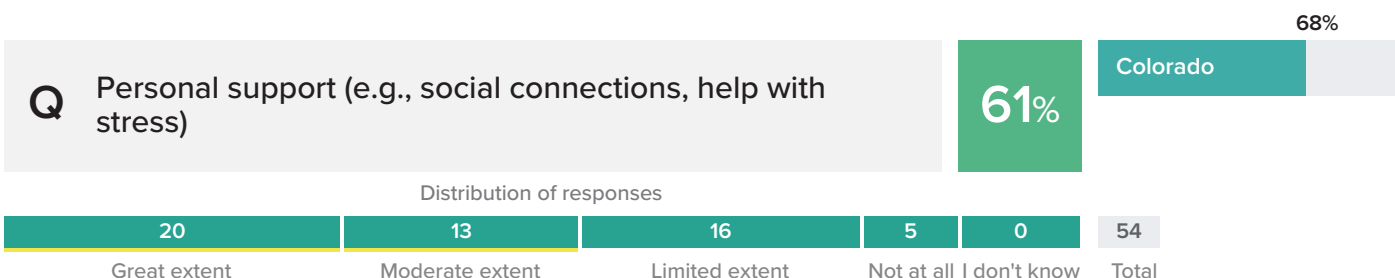 68%
Q Personal support (e.g., social connections, help with
stress)
61%
Colorado
Distribution of responses
20 13 16 5 0 54
Great extent Moderate extent Limited extent Not at all I don't know Total